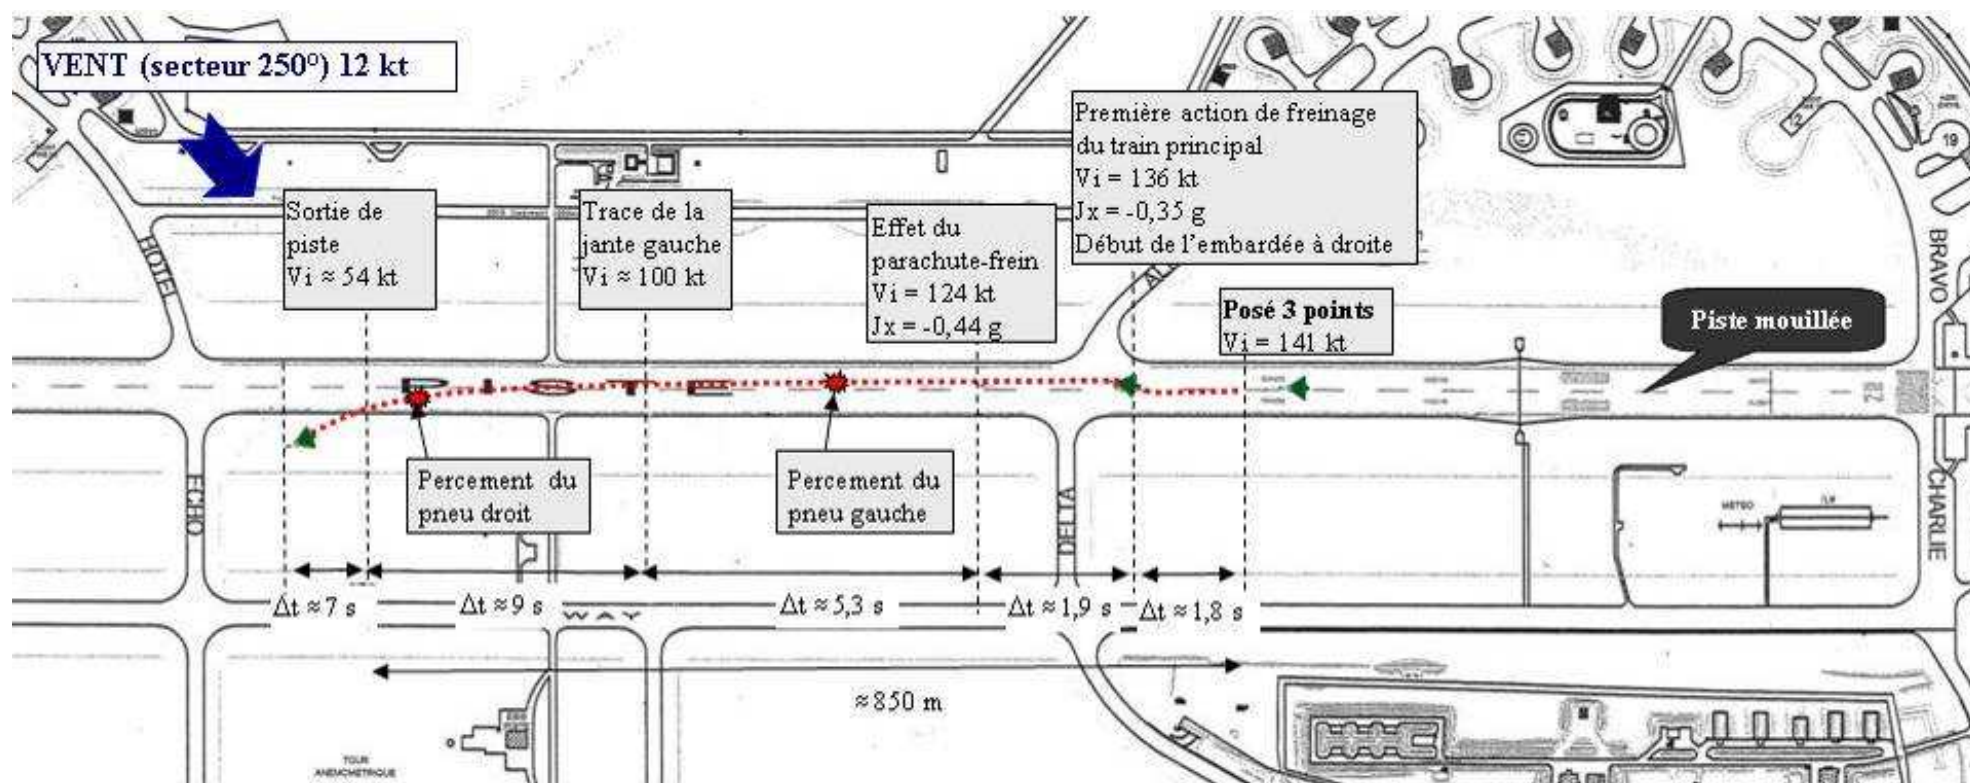 VENT (secteur 250°) 12 kt
Première action de freinage
du train principal
Vi = 136 kt
Jx = -0,35 g
Début de l'embardée à droite
Sortie de
piste
Vi ≈ 54 kt
Trace de la
jante gauche
Vi ≈ 100 kt
Effet du
parachute-frein
Vi = 124 kt
Jx = -0,44 g
Posé 3 points
Vi = 141 kt
Piste mouillée
HOTEL
BRAVO
19
2
23
Percement du
pneu droit
Percement du
pneu gauche
ECHO
DELTA
CHARLIE
METEO
ILS
Δt ≈ 7 s
Δt ≈ 9 s
WAY
Δt ≈ 5,3 s
Δt ≈ 1,9 s
Δt ≈ 1,8 s
≈ 850 m
TOUR
ANEMOMETRIQUE